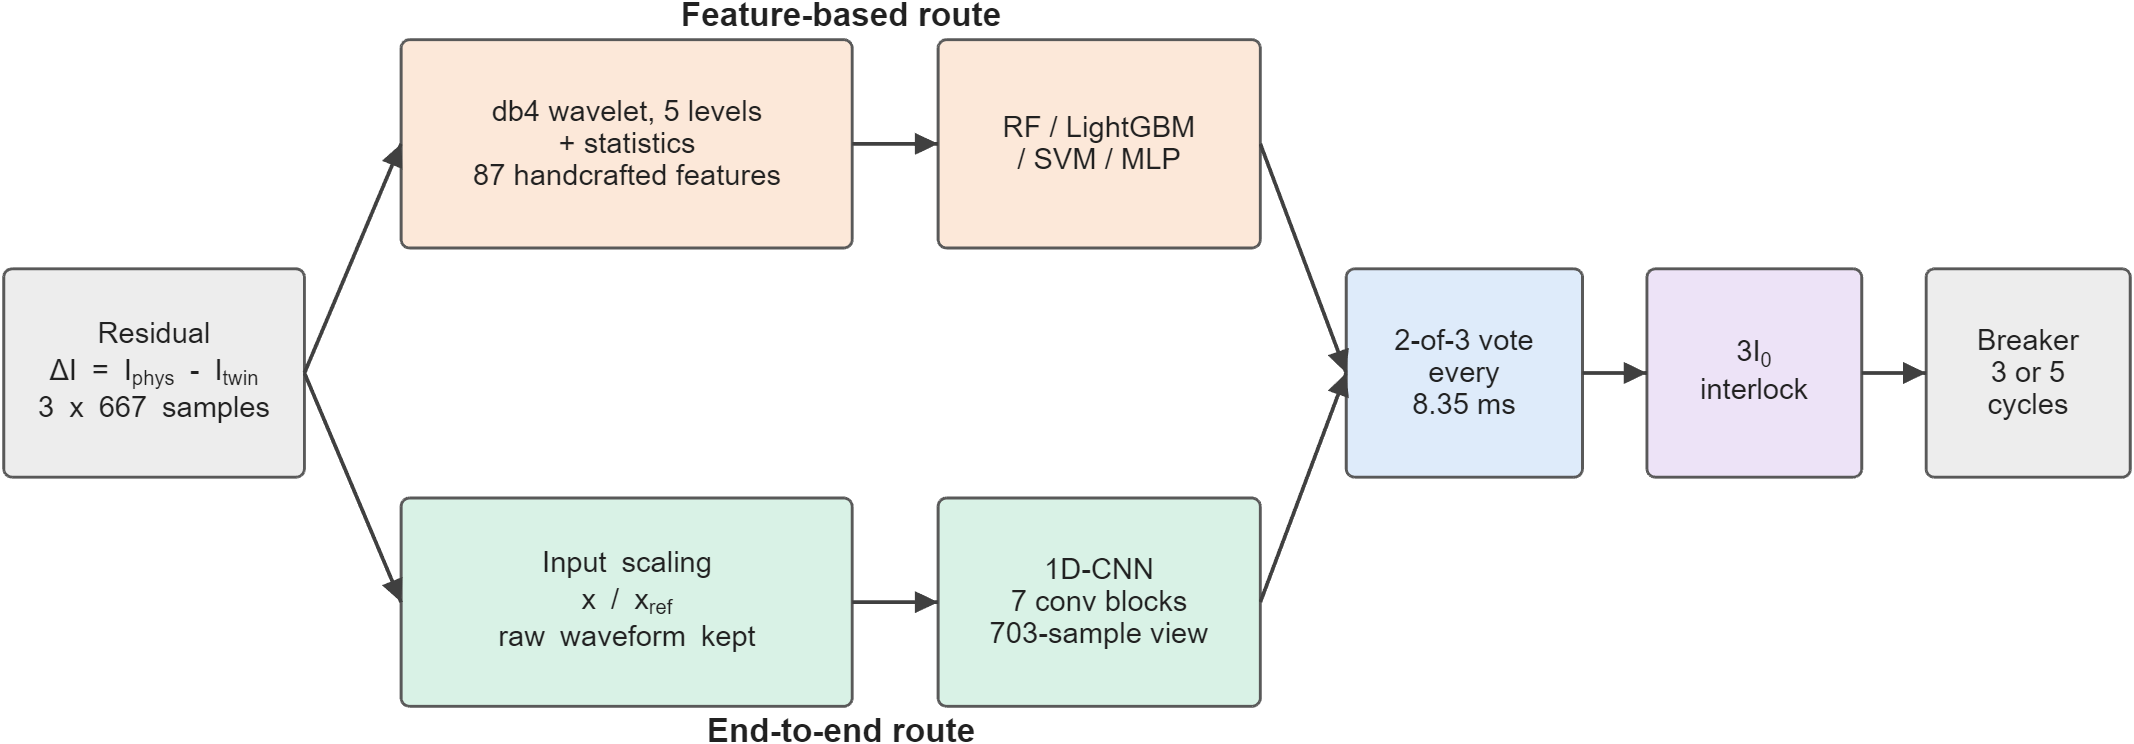 Feature-based route
db4 wavelet, 5 levels
+ statistics
87 handcrafted features
RF / LightGBM
/ SVM / MLP
Residual
ΔI = Iphys - Itwin
3 x 667 samples
2-of-3 vote
every
8.35 ms
3I0
interlock
Breaker
3 or 5
cycles
Input scaling
x / xref
raw waveform kept
1D-CNN
7 conv blocks
703-sample view
End-to-end route